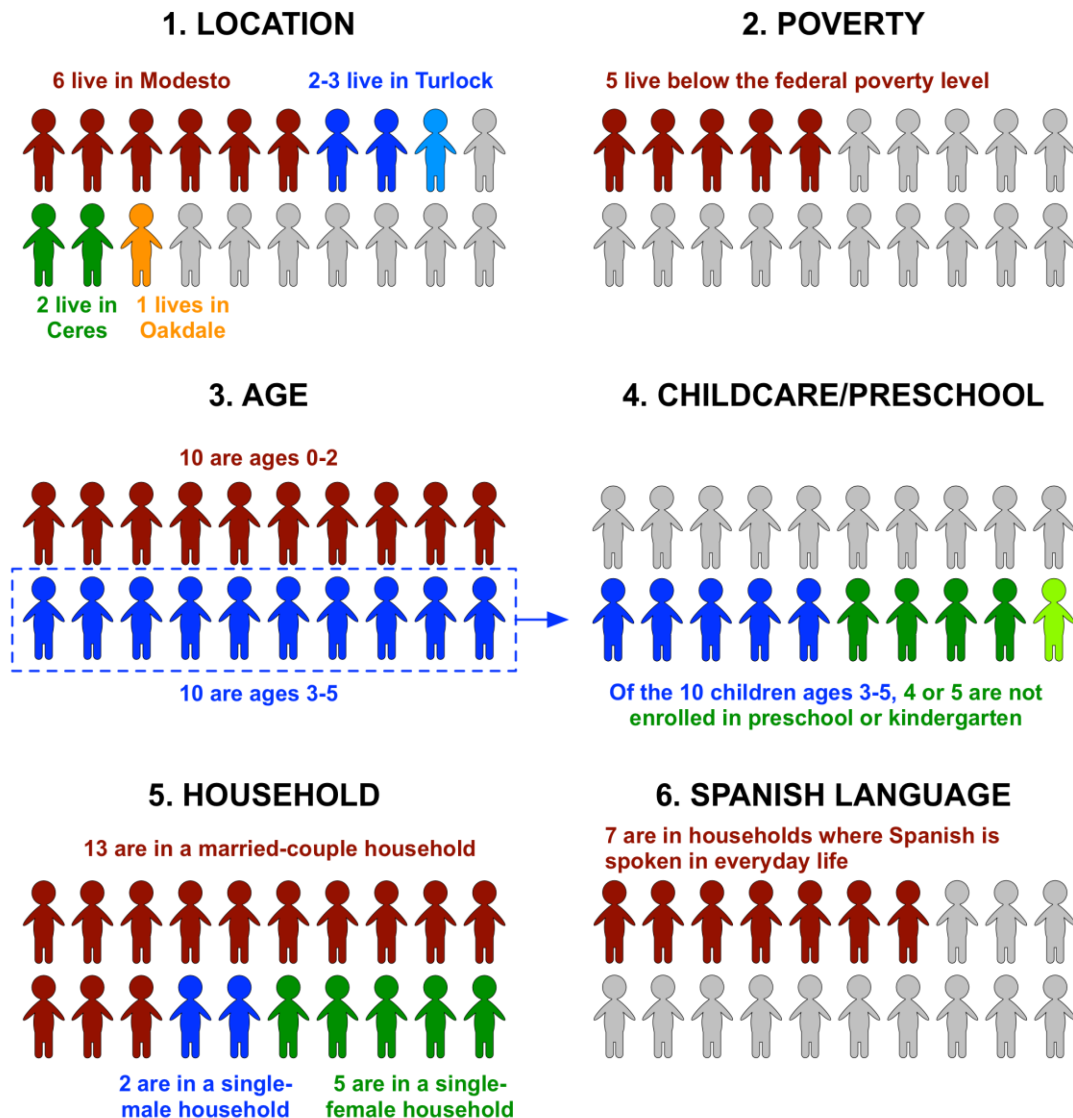 1. LOCATION
6 live in Modesto
2-3 live in Turlock
2 live in
Ceres
1 lives in
Oakdale
2. POVERTY
5 live below the federal poverty level
3. AGE
10 are ages 0-2
10 are ages 3-5
4. CHILDCARE/PRESCHOOL
Of the 10 children ages 3-5, 4 or 5 are not
enrolled in preschool or kindergarten
5. HOUSEHOLD
13 are in a married-couple household
2 are in a single-
male household
5 are in a single-
female household
6. SPANISH LANGUAGE
7 are in households where Spanish is
spoken in everyday life